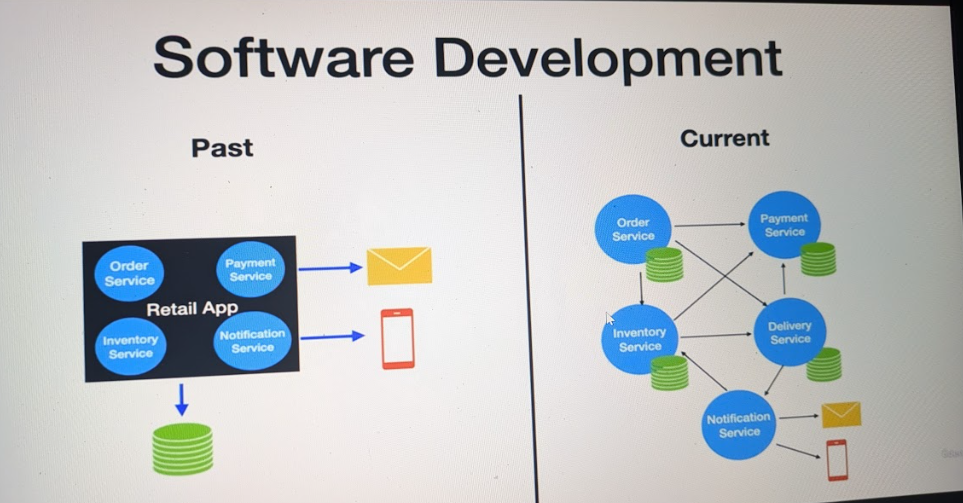 Software Development
Past
Current
Order
Service
Payment
Service
Retail App
Inventory
Service
Notification
Service
Order
Service
Payment
Service
Inventory
Service
Delivery
Service
Notification
Service